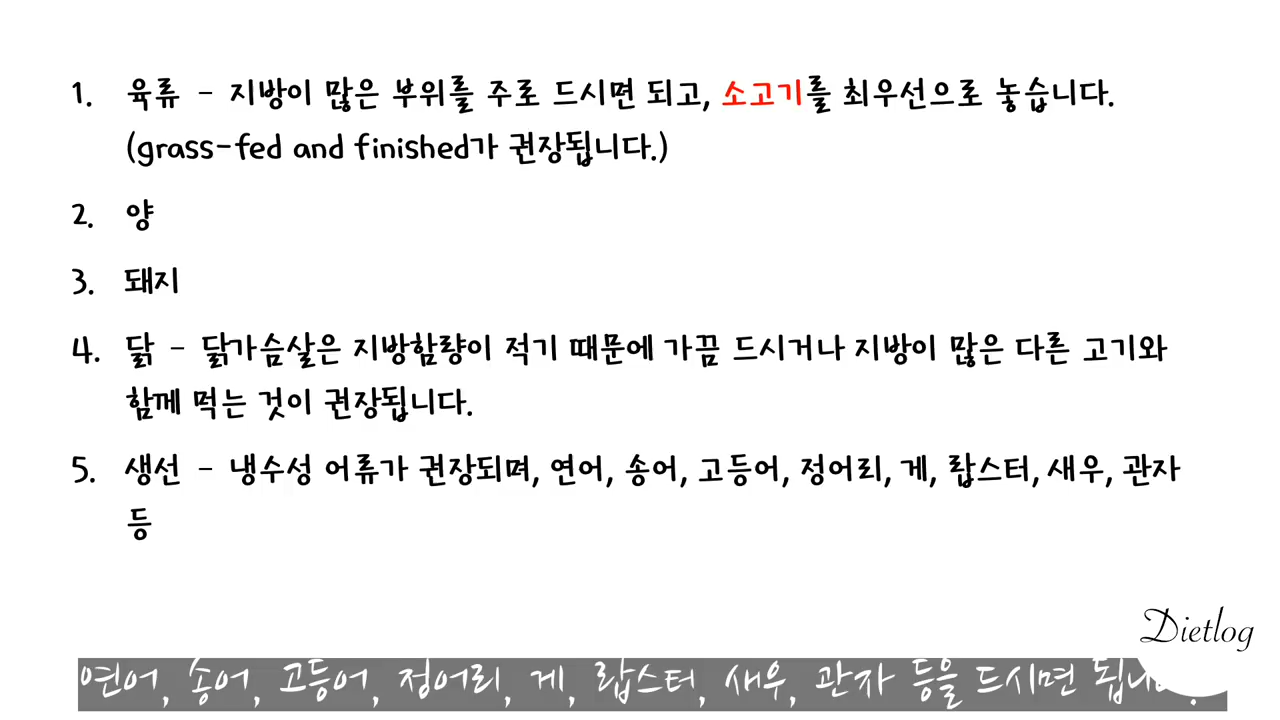 1. 육류 - 지방이 많은 부위를 주로 드시면 되고, 소고기를 최우선으로 놓습니다.
(grass-fed and finished가 권장됩니다.)
2. 양
3. 돼지
4. 닭 - 닭가슴살은 지방함량이 적기 때문에 가끔 드시거나 지방이 많은 다른 고기와
함께 먹는 것이 권장됩니다.
5. 생선 - 냉수성 어류가 권장되며, 연어, 송어, 고등어, 정어리, 게, 랍스터, 새우, 관자
등
Dietlog
연어, 송어, 고등어, 정어리, 게, 랍스터, 새우, 관자 등을 드시면